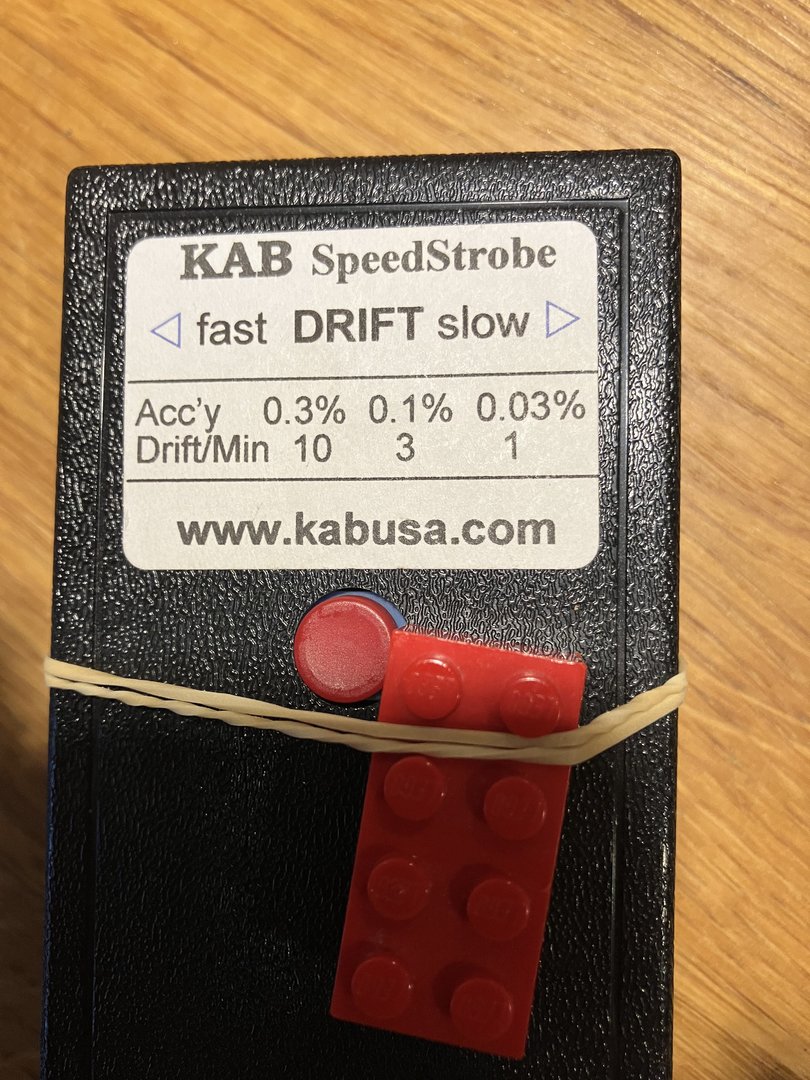 KAB SpeedStrobe
fast DRIFT slow
Acc'y 0.3% 0.1% 0.03%
Drift/Min 10 3 1
www.kabusa.com